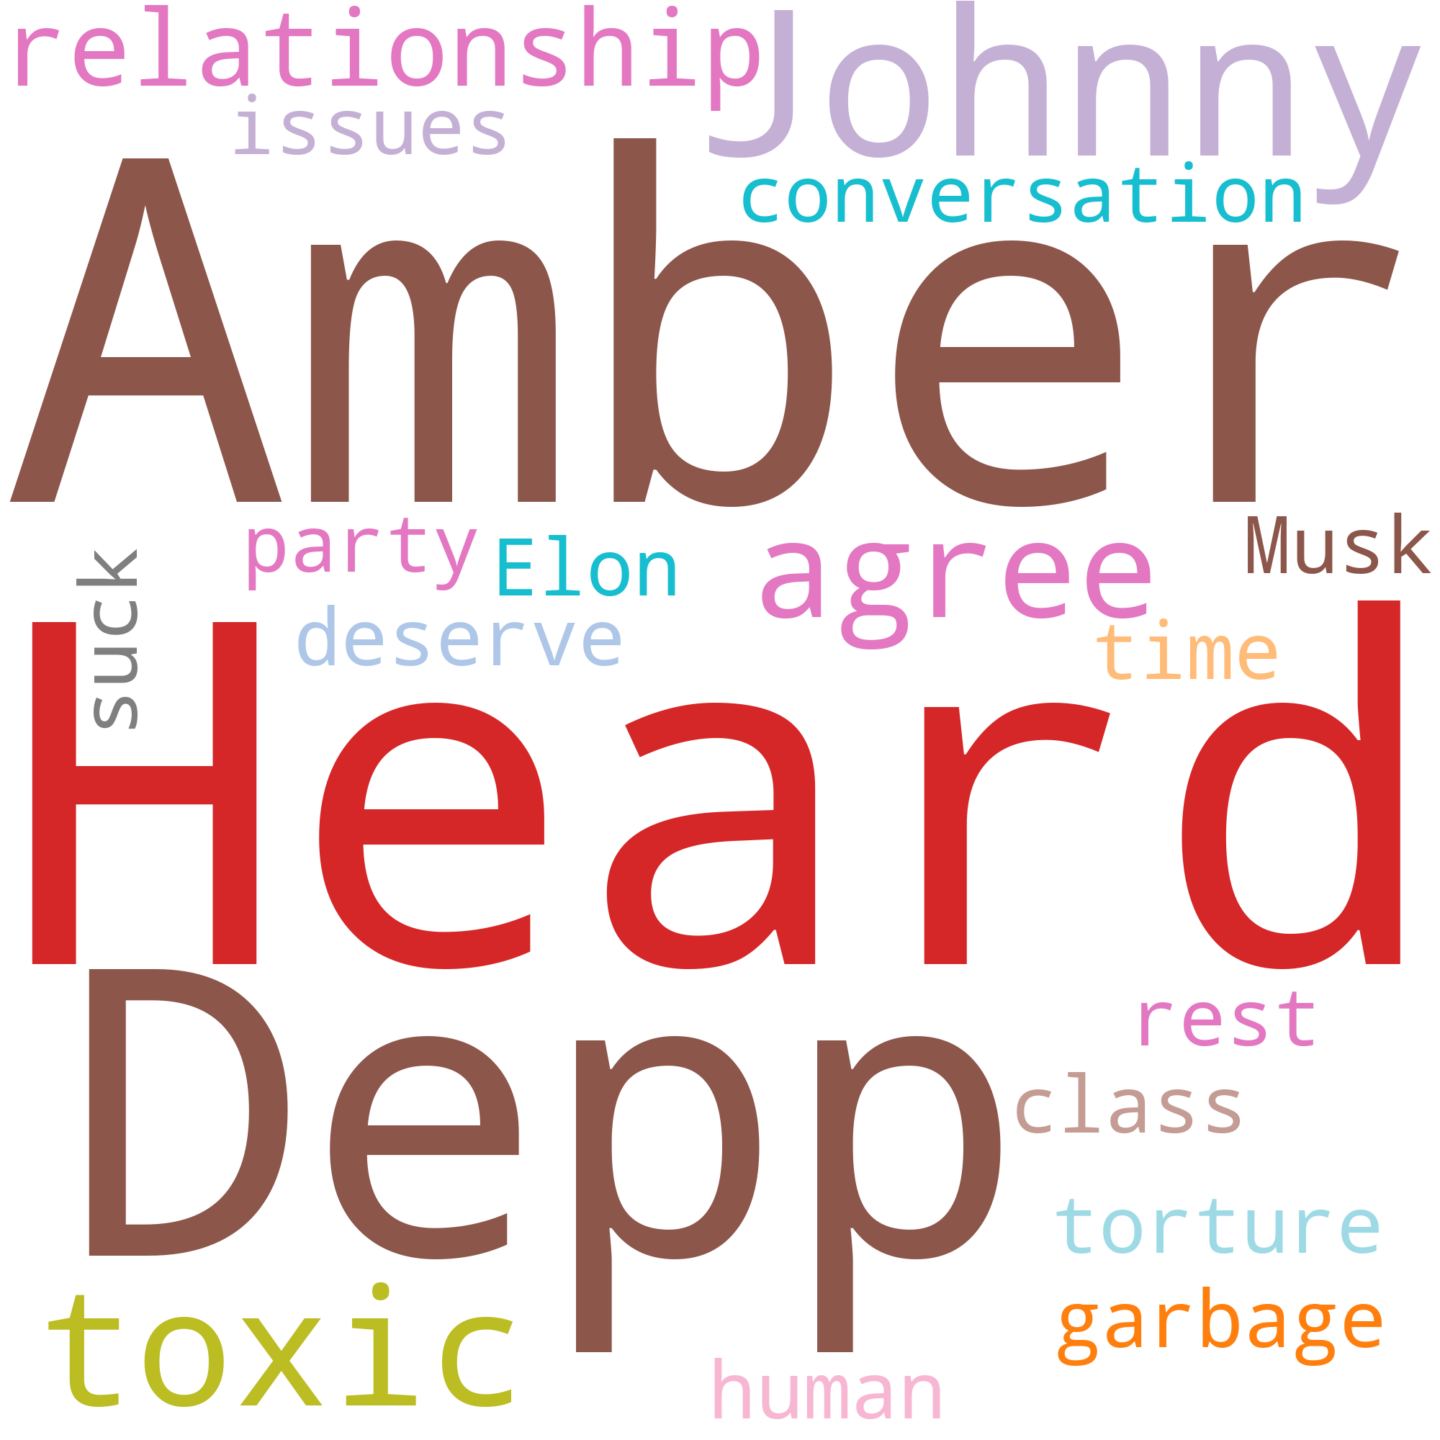 relationship
Johnny
issues
conversation
Amber
party
Elon
agree
Musk
suck
deserve
time
Heard
Depp
rest
class
torture
toxic
garbage
human